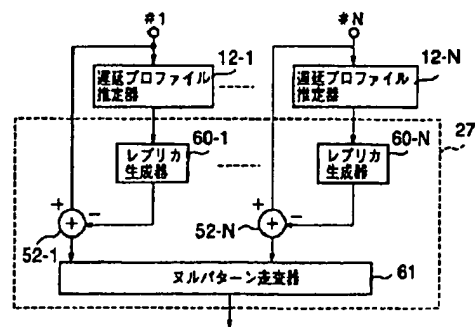 #1
#N
12-1
12-N
遅延プロファイル
推定器
遅延プロファイル
推定器
60-1
60-N
27
レプリカ
生成器
レプリカ
生成器
+
−
+
−
+
+
52-1
52-N
ヌルパターン走査器
61